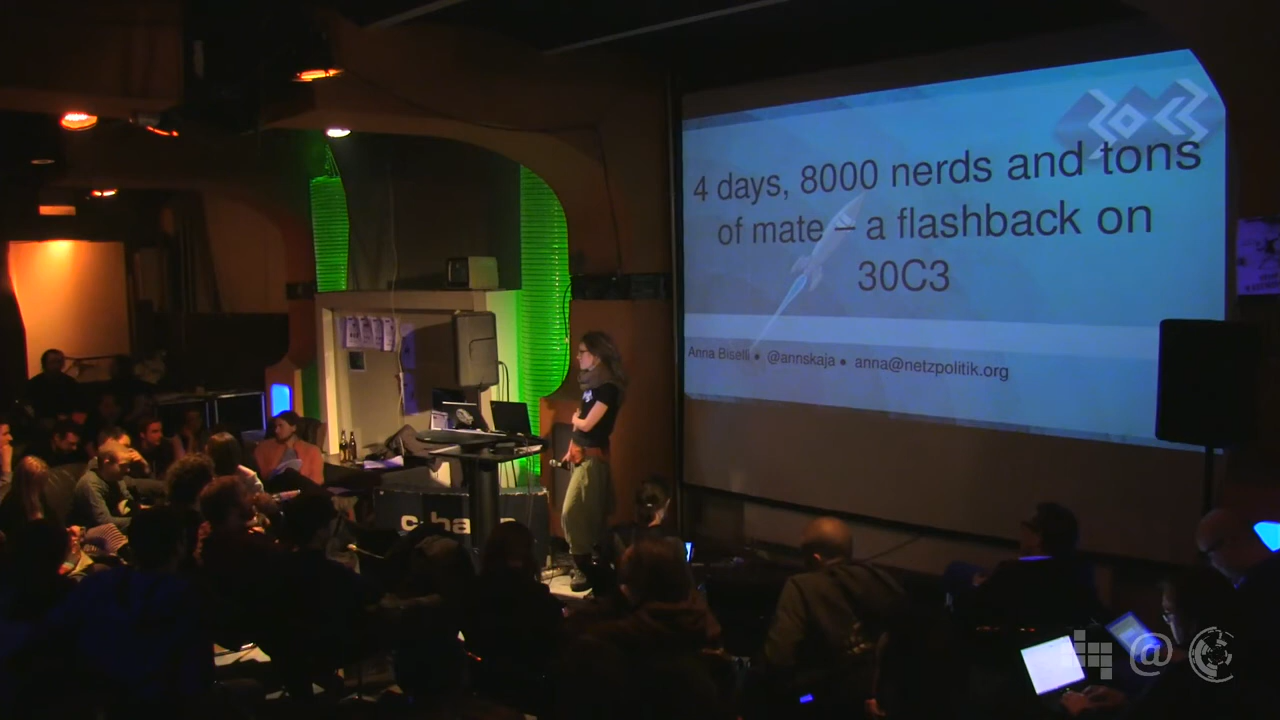 4 days, 8000 nerds and tons
of mate – a flashback on
30C3
Anna Biselli ● @annskaja ● anna@netzpolitik.org
c-ba
@